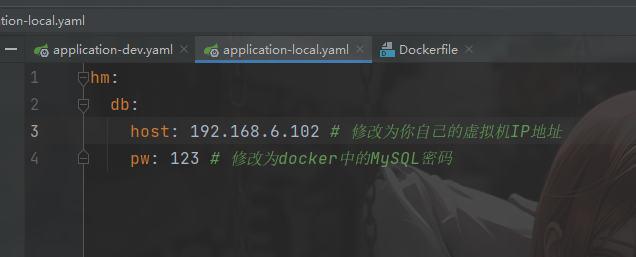 tion-local.yaml
application-dev.yaml application-local.yaml Dockerfile
1 hm:
2 db:
3 host: 192.168.6.102 # 修改为你自己的虚拟机IP地址
4 pw: 123 # 修改为docker中的MySQL密码